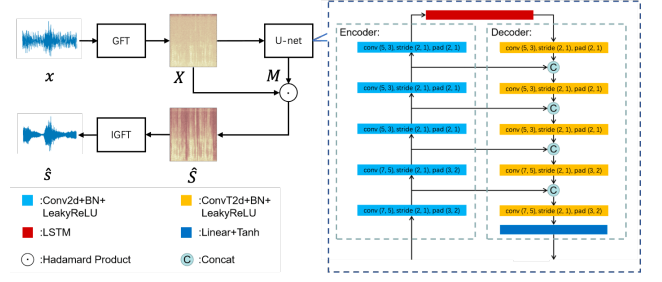 GFT
U-net
x
X
M
IGFT
ŝ
Ŝ
:Conv2d+BN+
LeakyReLU
:ConvT2d+BN+
LeakyReLU
:LSTM
:Linear+Tanh
:Hadamard Product
C :Concat
Encoder:
Decoder:
conv (5, 3), stride (2, 1), pad (2, 1)
conv (5, 3), stride (2, 1), pad (2, 1)
C
conv (5, 3), stride (2, 1), pad (2, 1)
conv (5, 3), stride (2, 1), pad (2, 1)
C
conv (5, 3), stride (2, 1), pad (2, 1)
conv (5, 3), stride (2, 1), pad (2, 1)
C
conv (7, 5), stride (2, 1), pad (3, 2)
conv (7, 5), stride (2, 1), pad (3, 2)
C
conv (7, 5), stride (2, 1), pad (3, 2)
conv (7, 5), stride (2, 1), pad (3, 2)